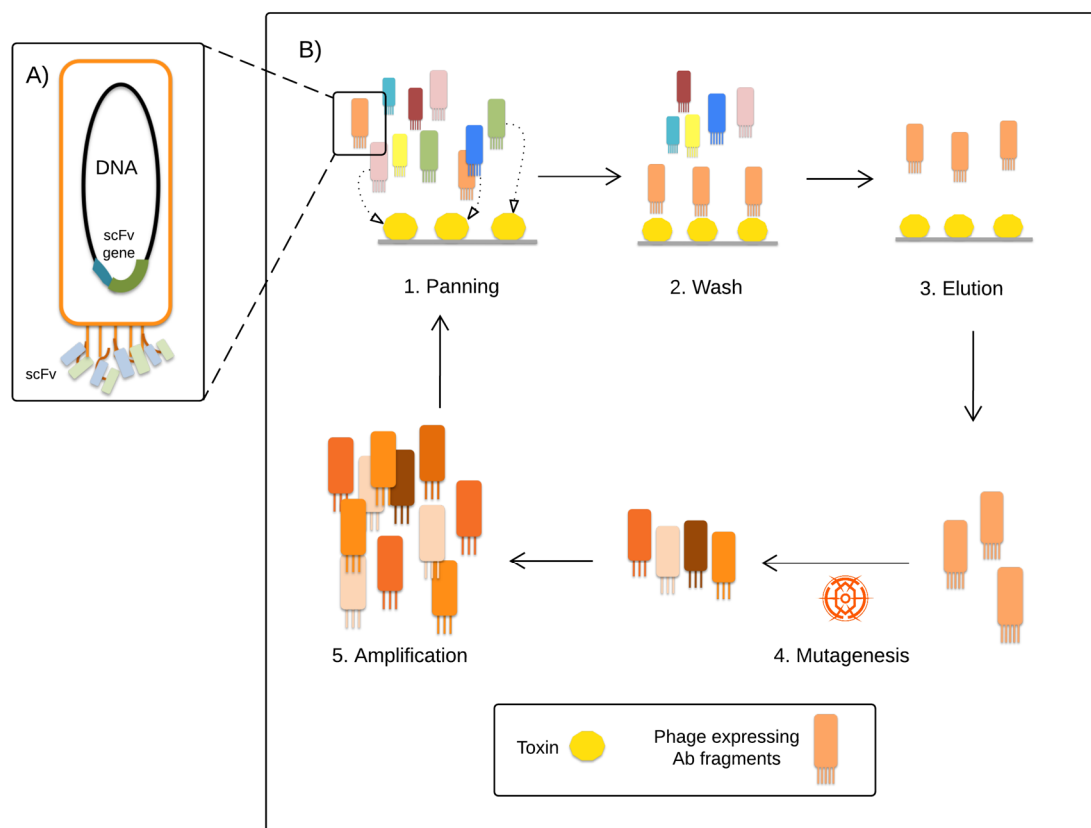 A)
DNA
scFv
gene
scFv
B)
1. Panning
2. Wash
3. Elution
4. Mutagenesis
5. Amplification
Toxin
Phage expressing
Ab fragments